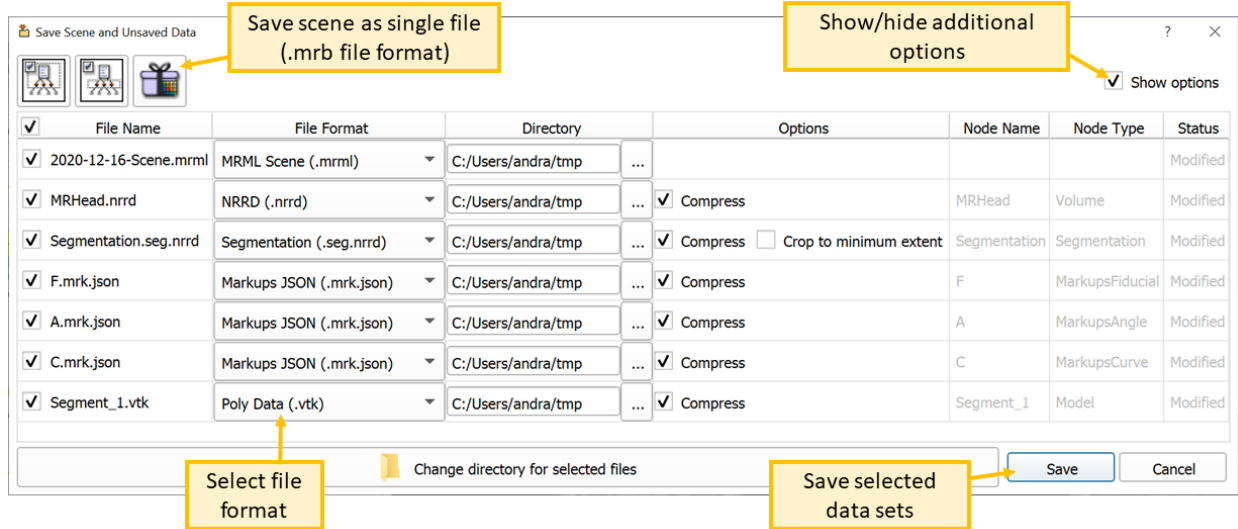 Save scene as single file
(.mrb file format)
Show/hide additional
options
Save Scene and Unsaved Data
?
Show options
File Name File Format Directory Options Node Name Node Type Status
2020-12-16-Scene.mrml MRML Scene (.mrml) C:/Users/andra/tmp ... Modified
MRHead.nrrd NRRD (.nrrd) C:/Users/andra/tmp ... Compress MRHead Volume Modified
Segmentation.seg.nrrd Segmentation (.seg.nrrd) C:/Users/andra/tmp ... Compress Crop to minimum extent Segmentation Segmentation Modified
F.mrk.json Markups JSON (.mrk.json) C:/Users/andra/tmp ... Compress F MarkupsFiducial Modified
A.mrk.json Markups JSON (.mrk.json) C:/Users/andra/tmp ... Compress A MarkupsAngle Modified
C.mrk.json Markups JSON (.mrk.json) C:/Users/andra/tmp ... Compress C MarkupsCurve Modified
Segment_1.vtk Poly Data (.vtk) C:/Users/andra/tmp ... Compress Segment_1 Model Modified
Change directory for selected files Save Cancel
Select file
format
Save selected
data sets